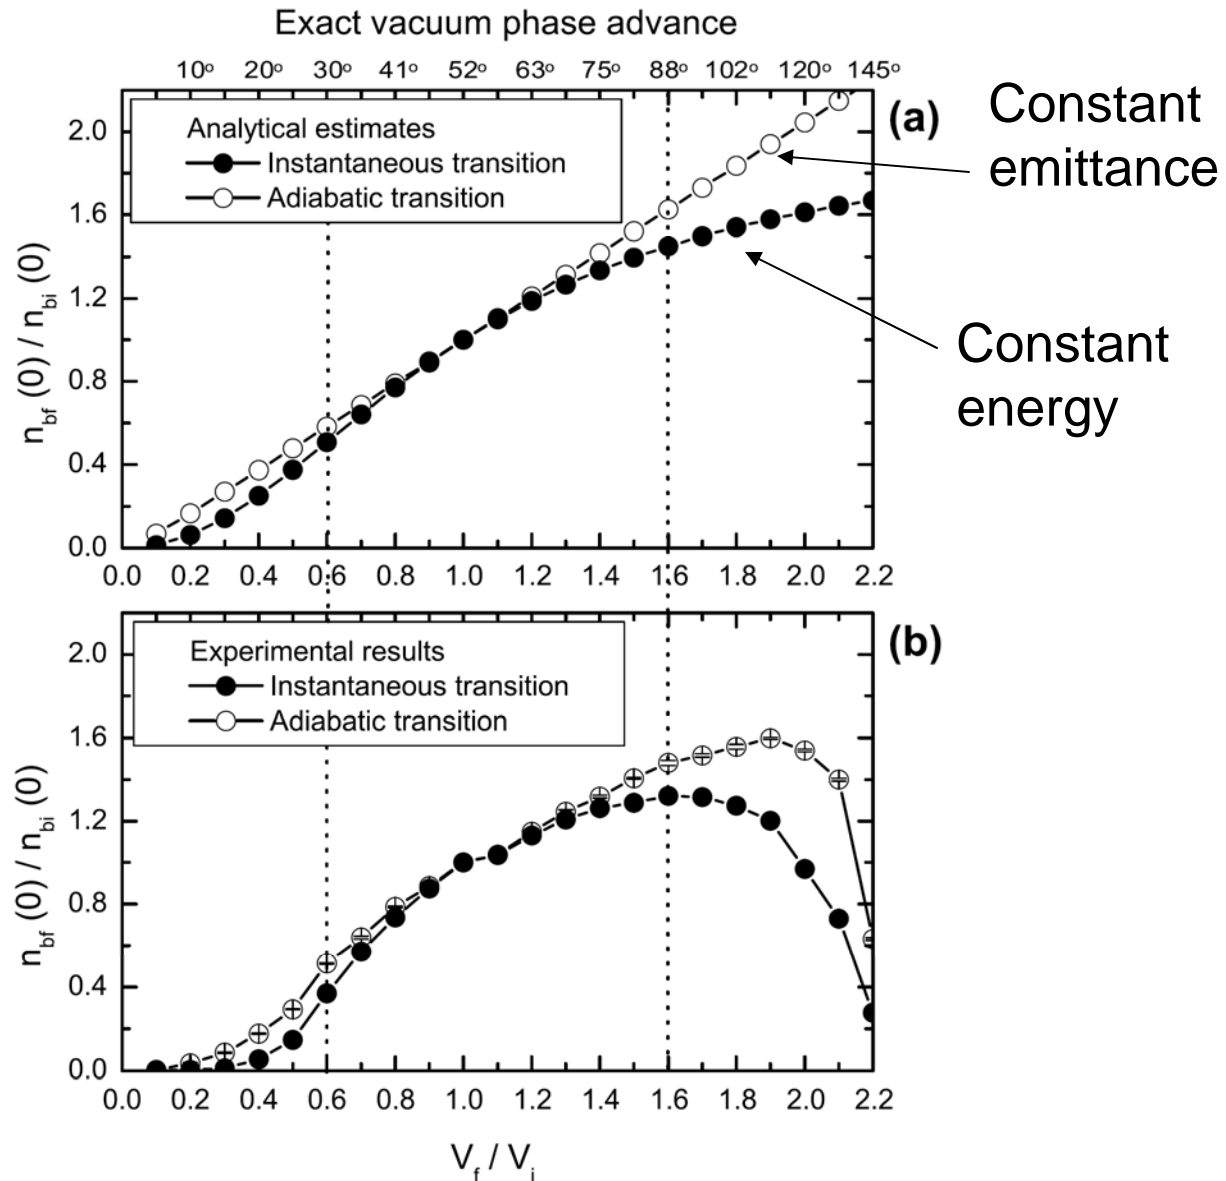 Exact vacuum phase advance
10° 20° 30° 41° 52° 63° 75° 88° 102° 120° 145°
(a)
Analytical estimates
Instantaneous transition
Adiabatic transition
Constant
emittance
Constant
energy
n_bf (0) / n_bi (0)
2.0
1.6
1.2
0.8
0.4
0.0
0.0 0.2 0.4 0.6 0.8 1.0 1.2 1.4 1.6 1.8 2.0 2.2
(b)
Experimental results
Instantaneous transition
Adiabatic transition
n_bf (0) / n_bi (0)
2.0
1.6
1.2
0.8
0.4
0.0
0.0 0.2 0.4 0.6 0.8 1.0 1.2 1.4 1.6 1.8 2.0 2.2
V_f / V_i